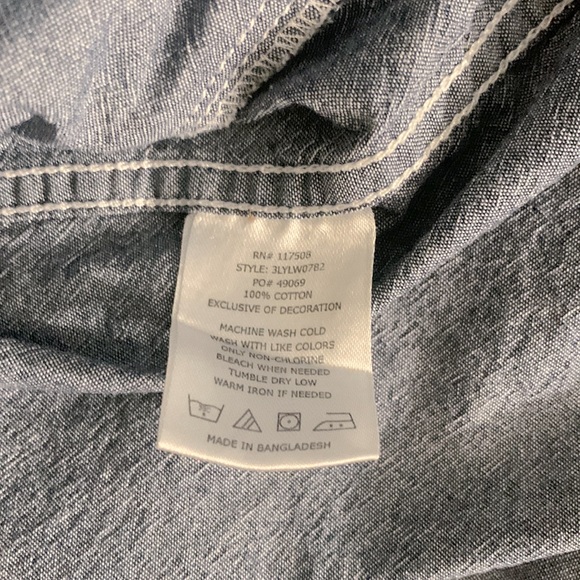 RN# 117508
STYLE: 3LYLW0782
PO# 49069
100% COTTON
EXCLUSIVE OF DECORATION
MACHINE WASH COLD
WASH WITH LIKE COLORS
ONLY NON-CHLORINE
BLEACH WHEN NEEDED
TUMBLE DRY LOW
WARM IRON IF NEEDED
MADE IN BANGLADESH